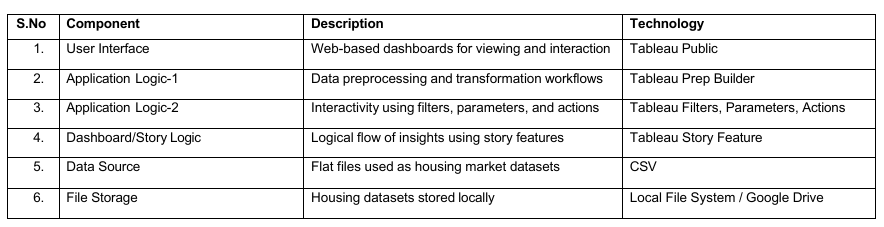 S.No Component Description Technology
1. User Interface Web-based dashboards for viewing and interaction Tableau Public
2. Application Logic-1 Data preprocessing and transformation workflows Tableau Prep Builder
3. Application Logic-2 Interactivity using filters, parameters, and actions Tableau Filters, Parameters, Actions
4. Dashboard/Story Logic Logical flow of insights using story features Tableau Story Feature
5. Data Source Flat files used as housing market datasets CSV
6. File Storage Housing datasets stored locally Local File System / Google Drive